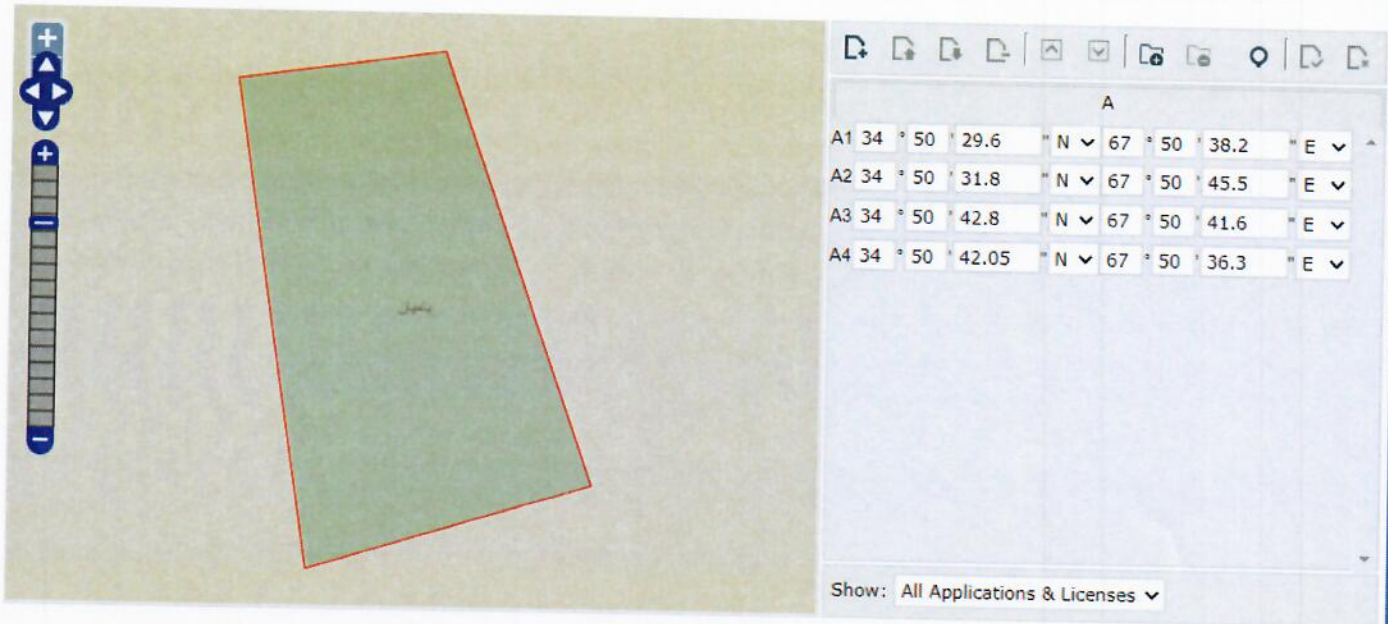 A
A1 34 ° 50 ' 29.6 " N 67 ° 50 ' 38.2 " E
A2 34 ° 50 ' 31.8 " N 67 ° 50 ' 45.5 " E
A3 34 ° 50 ' 42.8 " N 67 ° 50 ' 41.6 " E
A4 34 ° 50 ' 42.05 " N 67 ° 50 ' 36.3 " E
Show: All Applications & Licenses